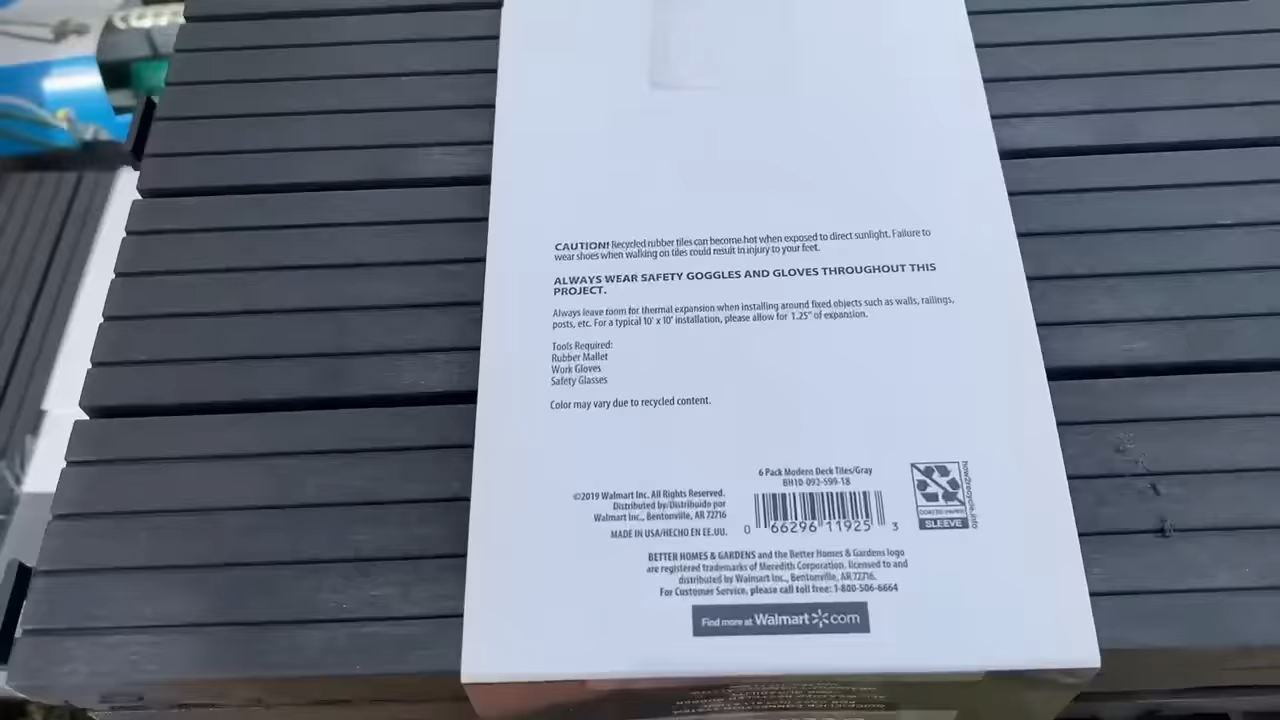 CAUTION! Recycled rubber tiles can become hot when exposed to direct sunlight. Failure to
wear shoes when walking on tiles could result in injury to your feet.
ALWAYS WEAR SAFETY GOGGLES AND GLOVES THROUGHOUT THIS
PROJECT.
Always leave room for thermal expansion when installing around fixed objects such as walls, railings,
posts, etc. For a typical 10' x 10' installation, please allow for 1.25" of expansion.
Tools Required:
Rubber Mallet
Work Gloves
Safety Glasses
Color may vary due to recycled content.
6 Pack Modern Deck Tiles/Gray
BH10-093-599-18
©2019 Walmart Inc. All Rights Reserved.
Distributed by/Distribuido por
Walmart Inc., Bentonville, AR 72716
MADE IN USA/HECHO EN EE.UU.
0 66296 11925 3
COATED PAPER
SLEEVE
how2recycle.info
BETTER HOMES & GARDENS and the Better Homes & Gardens logo
are registered trademarks of Meredith Corporation, licensed to and
distributed by Walmart Inc., Bentonville, AR 72716.
For Customer Service, please call toll free: 1-800-506-6664
Find more at Walmart.com